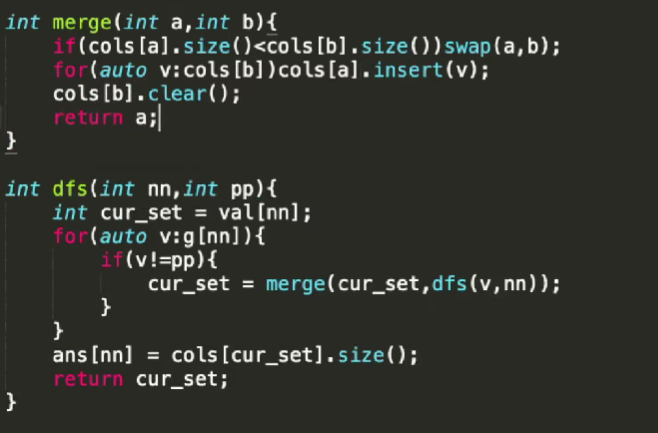 int merge(int a,int b){
    if(cols[a].size()<cols[b].size())swap(a,b);
    for(auto v:cols[b])cols[a].insert(v);
    cols[b].clear();
    return a;
}

int dfs(int nn,int pp){
    int cur_set = val[nn];
    for(auto v:g[nn]){
        if(v!=pp){
            cur_set = merge(cur_set,dfs(v,nn));
        }
    }
    ans[nn] = cols[cur_set].size();
    return cur_set;
}